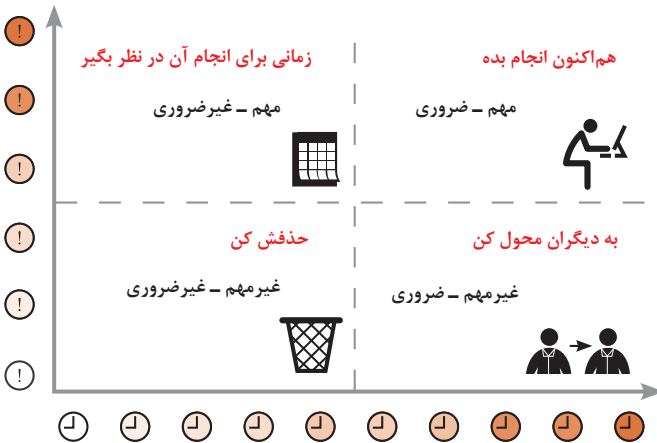 هم‌اکنون انجام بده
مهم ـ ضروری
زمانی برای انجام آن در نظر بگیر
مهم ـ غیرضروری
به دیگران محول کن
غیرمهم ـ ضروری
حذفش کن
غیرمهم ـ غیرضروری
!
!
!
!
!
!